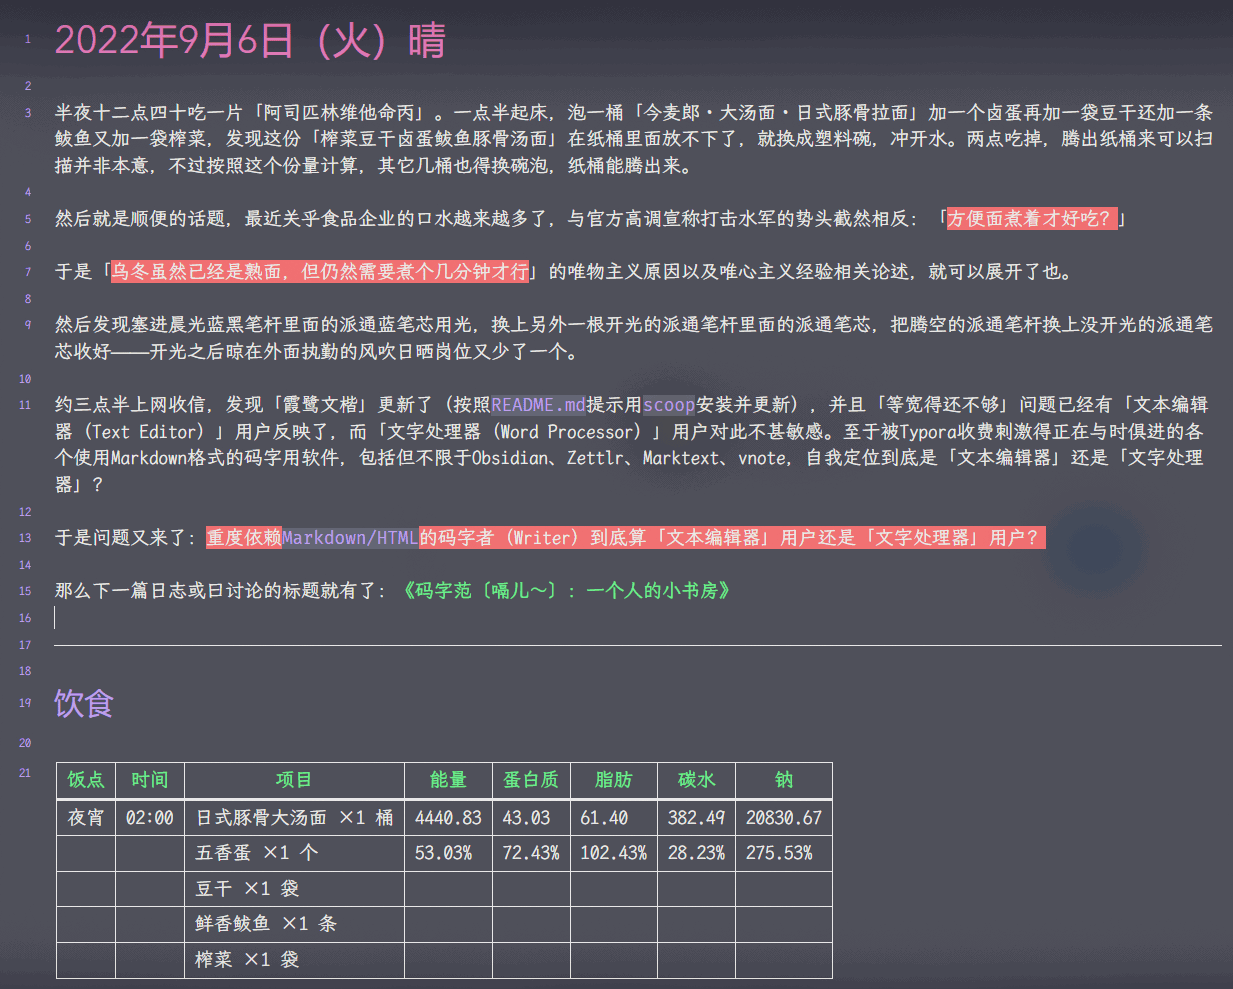 1 2022年9月6日（火）晴
2
3 半夜十二点四十吃一片「阿司匹林维他命丙」。一点半起床，泡一桶「今麦郎・大汤面・日式豚骨拉面」加一个卤蛋再加一袋豆干还加一条
鲅鱼又加一袋榨菜，发现这份「榨菜豆干卤蛋鲅鱼豚骨汤面」在纸桶里面放不下了，就换成塑料碗，冲开水。两点吃掉，腾出纸桶来可以扫
描并非本意，不过按照这个份量计算，其它几桶也得换碗泡，纸桶能腾出来。
4
5 然后就是顺便的话题，最近关乎食品企业的口水越来越多了，与官方高调宣称打击水军的势头截然相反：「方便面煮着才好吃？」
6
7 于是「乌冬虽然已经是熟面，但仍然需要煮个几分钟才行」的唯物主义原因以及唯心主义经验相关论述，就可以展开了也。
8
9 然后发现塞进晨光蓝黑笔杆里面的派通蓝笔芯用光，换上另外一根开光的派通笔杆里面的派通笔芯，把腾空的派通笔杆换上没开光的派通笔
芯收好——开光之后晾在外面执勤的风吹日晒岗位又少了一个。
10
11 约三点半上网收信，发现「霞鹭文楷」更新了（按照README.md提示用scoop安装并更新），并且「等宽得还不够」问题已经有「文本编辑
器（Text Editor）」用户反映了，而「文字处理器（Word Processor）」用户对此不甚敏感。至于被Typora收费刺激得正在与时俱进的各
个使用Markdown格式的码字用软件，包括但不限于Obsidian、Zettlr、Marktext、vnote，自我定位到底是「文本编辑器」还是「文字处理
器」？
12
13 于是问题又来了：重度依赖Markdown/HTML的码字者（Writer）到底算「文本编辑器」用户还是「文字处理器」用户？
14
15 那么下一篇日志或曰讨论的标题就有了：《码字范〔嗝儿～〕：一个人的小书房》
16
17
18
19 饮食
20
21 饭点 时间 项目 能量 蛋白质 脂肪 碳水 钠
夜宵 02:00 日式豚骨大汤面 ×1 桶 4440.83 43.03 61.40 382.49 20830.67
五香蛋 ×1 个 53.03% 72.43% 102.43% 28.23% 275.53%
豆干 ×1 袋
鲜香鲅鱼 ×1 条
榨菜 ×1 袋